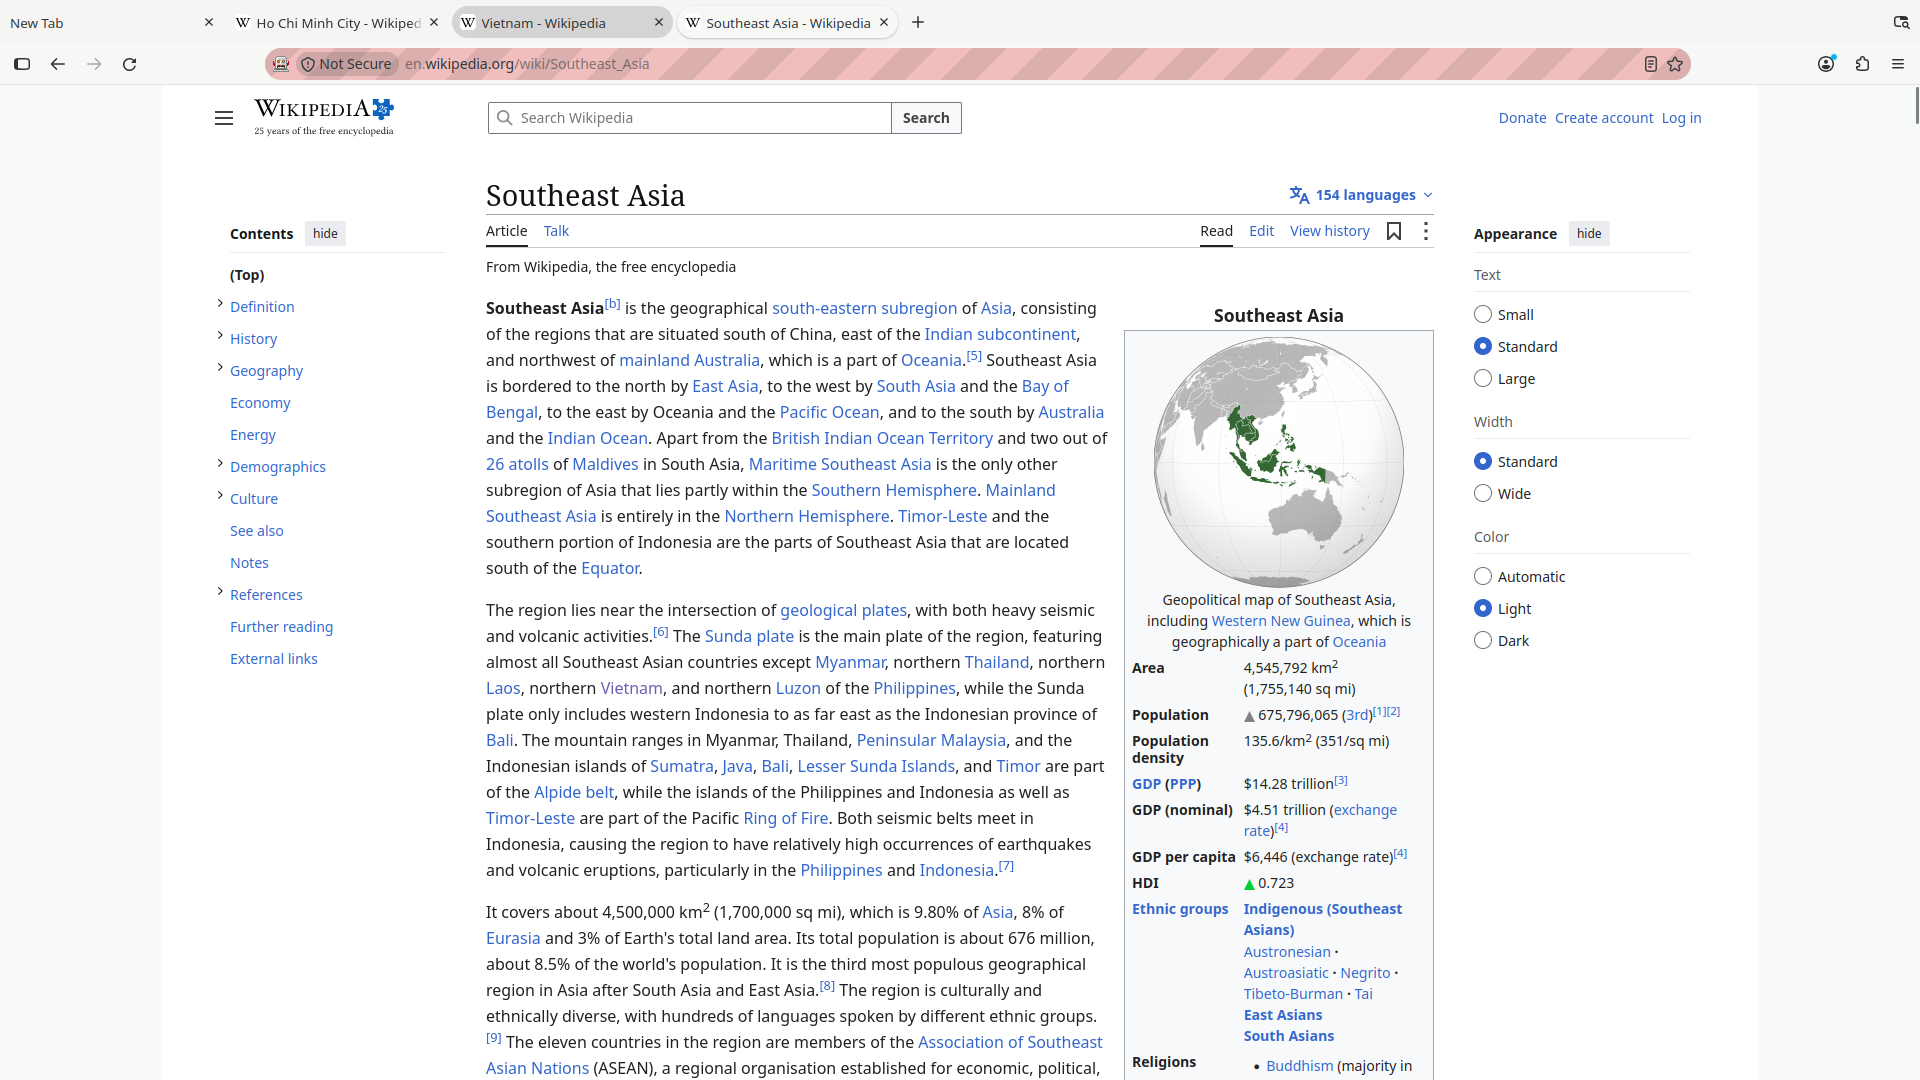 New Tab
Ho Chi Minh City - Wikiped
Vietnam - Wikipedia
Southeast Asia - Wikipedia
Not Secure
en.wikipedia.org/wiki/Southeast_Asia
WIKIPEDIA 25
25 years of the free encyclopedia
Search Wikipedia
Search
Donate
Create account
Log in
Southeast Asia
154 languages
Article
Talk
Read
Edit
View history
From Wikipedia, the free encyclopedia
Contents
hide
(Top)
Definition
History
Geography
Economy
Energy
Demographics
Culture
See also
Notes
References
Further reading
External links
Southeast Asia[b] is the geographical south-eastern subregion of Asia, consisting
of the regions that are situated south of China, east of the Indian subcontinent,
and northwest of mainland Australia, which is a part of Oceania.[5] Southeast Asia
is bordered to the north by East Asia, to the west by South Asia and the Bay of
Bengal, to the east by Oceania and the Pacific Ocean, and to the south by Australia
and the Indian Ocean. Apart from the British Indian Ocean Territory and two out of
26 atolls of Maldives in South Asia, Maritime Southeast Asia is the only other
subregion of Asia that lies partly within the Southern Hemisphere. Mainland
Southeast Asia is entirely in the Northern Hemisphere. Timor-Leste and the
southern portion of Indonesia are the parts of Southeast Asia that are located
south of the Equator.
The region lies near the intersection of geological plates, with both heavy seismic
and volcanic activities.[6] The Sunda plate is the main plate of the region, featuring
almost all Southeast Asian countries except Myanmar, northern Thailand, northern
Laos, northern Vietnam, and northern Luzon of the Philippines, while the Sunda
plate only includes western Indonesia to as far east as the Indonesian province of
Bali. The mountain ranges in Myanmar, Thailand, Peninsular Malaysia, and the
Indonesian islands of Sumatra, Java, Bali, Lesser Sunda Islands, and Timor are part
of the Alpide belt, while the islands of the Philippines and Indonesia as well as
Timor-Leste are part of the Pacific Ring of Fire. Both seismic belts meet in
Indonesia, causing the region to have relatively high occurrences of earthquakes
and volcanic eruptions, particularly in the Philippines and Indonesia.[7]
It covers about 4,500,000 km2 (1,700,000 sq mi), which is 9.80% of Asia, 8% of
Eurasia and 3% of Earth's total land area. Its total population is about 676 million,
about 8.5% of the world's population. It is the third most populous geographical
region in Asia after South Asia and East Asia.[8] The region is culturally and
ethnically diverse, with hundreds of languages spoken by different ethnic groups.
[9] The eleven countries in the region are members of the Association of Southeast
Asian Nations (ASEAN), a regional organisation established for economic, political,
Southeast Asia
Geopolitical map of Southeast Asia,
including Western New Guinea, which is
geographically a part of Oceania
Area 4,545,792 km2
(1,755,140 sq mi)
Population ▲ 675,796,065 (3rd)[1][2]
Population 135.6/km2 (351/sq mi)
density
GDP (PPP) $14.28 trillion[3]
GDP (nominal) $4.51 trillion (exchange
rate)[4]
GDP per capita $6,446 (exchange rate)[4]
HDI ▲ 0.723
Ethnic groups Indigenous (Southeast
Asians)
Austronesian ·
Austroasiatic · Negrito ·
Tibeto-Burman · Tai
East Asians
South Asians
Religions • Buddhism (majority in
Appearance
hide
Text
Small
Standard
Large
Width
Standard
Wide
Color
Automatic
Light
Dark